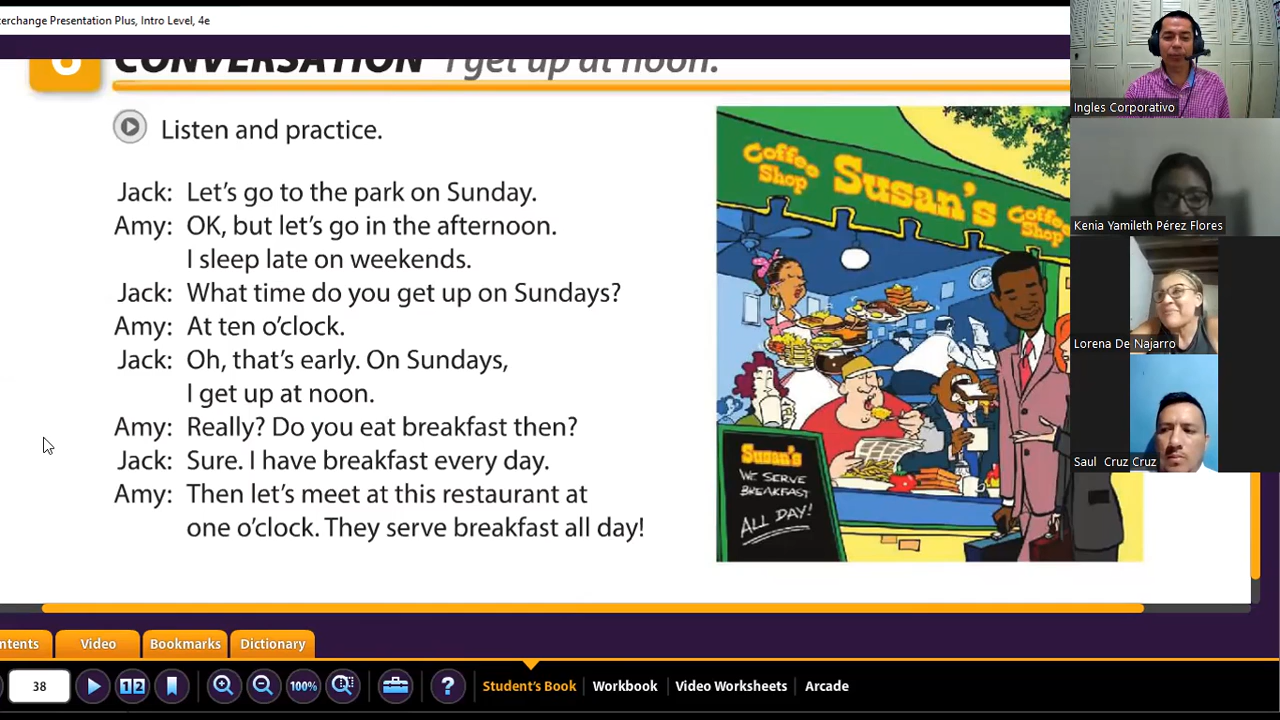 terchange Presentation Plus, Intro Level, 4e
CONVERSATION I get up at noon.
Listen and practice.
Jack: Let's go to the park on Sunday.
Amy: OK, but let's go in the afternoon.
I sleep late on weekends.
Jack: What time do you get up on Sundays?
Amy: At ten o'clock.
Jack: Oh, that's early. On Sundays,
I get up at noon.
Amy: Really? Do you eat breakfast then?
Jack: Sure. I have breakfast every day.
Amy: Then let's meet at this restaurant at
one o'clock. They serve breakfast all day!
Coffee Shop
Susan's
Coffee Shop
Susan's
WE SERVE
BREAKFAST
ALL DAY!
Ingles Corporativo
Kenia Yamileth Pérez Flores
Lorena De Najarro
Saul Cruz Cruz
ntents
Video
Bookmarks
Dictionary
38
12
100%
?
Student's Book
Workbook
Video Worksheets
Arcade